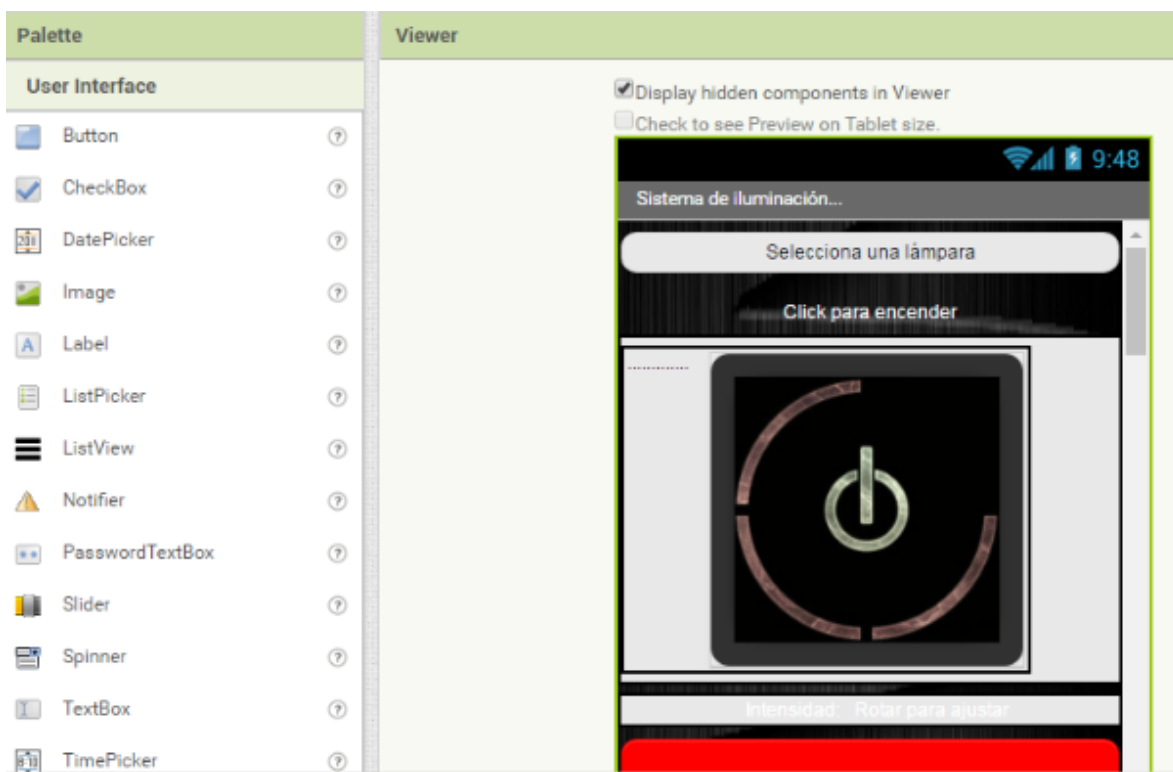 Palette
User Interface
Button
CheckBox
DatePicker
Image
Label
ListPicker
ListView
Notifier
PasswordTextBox
Slider
Spinner
TextBox
TimePicker
Viewer
Display hidden components in Viewer
Check to see Preview on Tablet size.
9:48
Sistema de iluminación...
Selecciona una lámpara
Click para encender
Intensidad: Rotar para ajustar